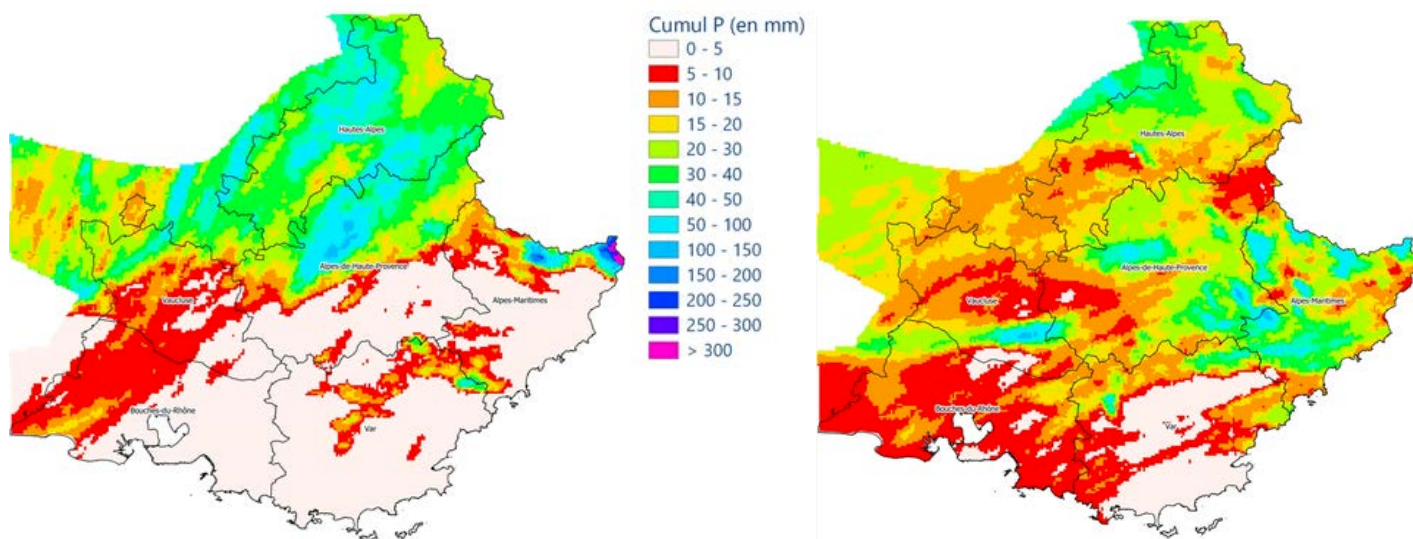 Hautes-Alpes
Alpes-de-Haute-Provence
Vaucluse
Alpes-Maritimes
Bouches-du-Rhône
Var
Cumul P (en mm)
0 - 5
5 - 10
10 - 15
15 - 20
20 - 30
30 - 40
40 - 50
50 - 100
100 - 150
150 - 200
200 - 250
250 - 300
> 300
Hautes-Alpes
Alpes-de-Haute-Provence
Vaucluse
Alpes-Maritimes
Bouches-du-Rhône
Var